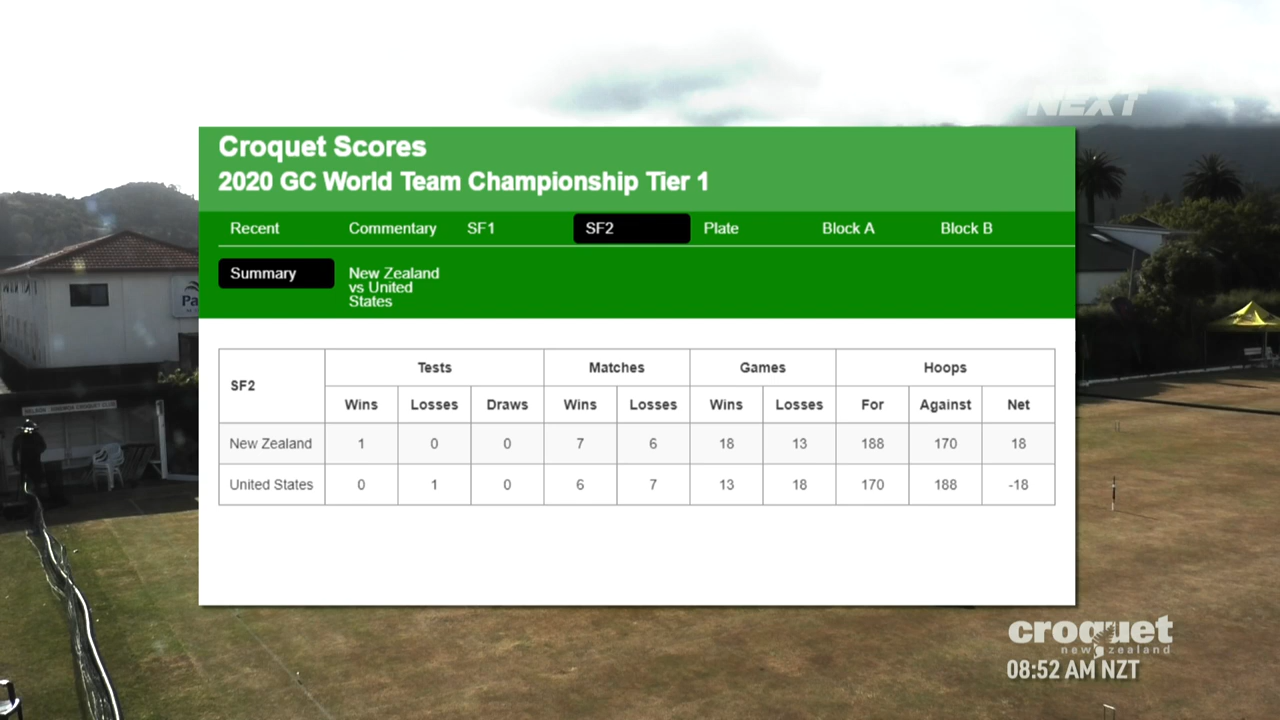 NEXT
Croquet Scores
2020 GC World Team Championship Tier 1
Recent Commentary SF1 SF2 Plate Block A Block B
Summary New Zealand
vs United
States
SF2 Tests Matches Games Hoops
Wins Losses Draws Wins Losses Wins Losses For Against Net
New Zealand 1 0 0 7 6 18 13 188 170 18
United States 0 1 0 6 7 13 18 170 188 -18
Pa
croquet
new zealand
08:52 AM NZT